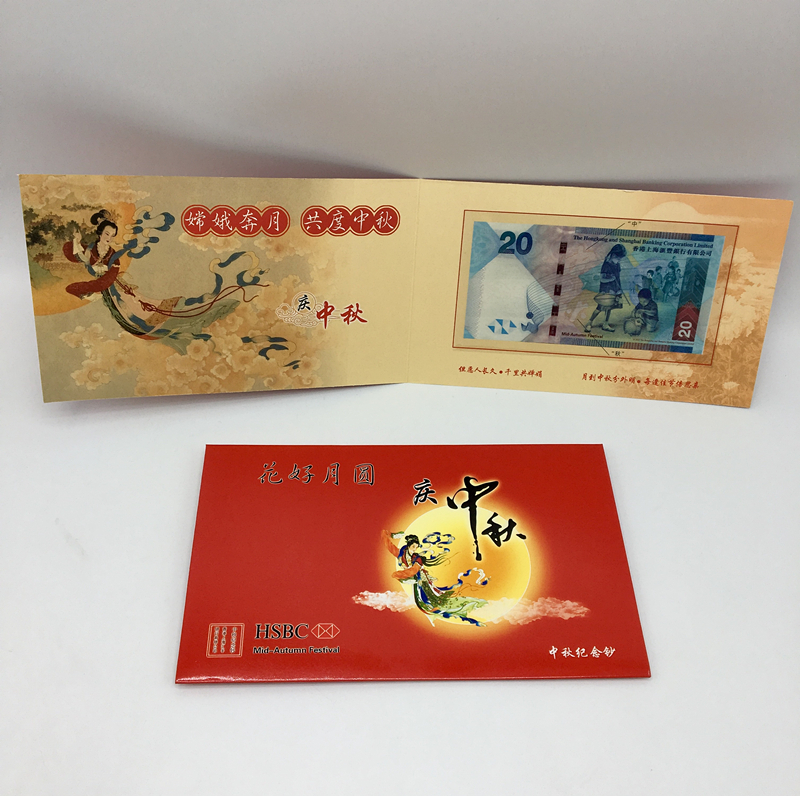 嫦娥奔月 共度中秋
庆中秋
"中"
20
The Hongkong and Shanghai Banking Corporation Limited
香港上海滙豐銀行有限公司
Mid-Autumn Festival
20
"秋"
但愿人长久•千里共婵娟
月到中秋分外明•每逢佳节倍思亲
花好月圆
庆中秋
HSBC
Mid-Autumn Festival
中秋纪念钞